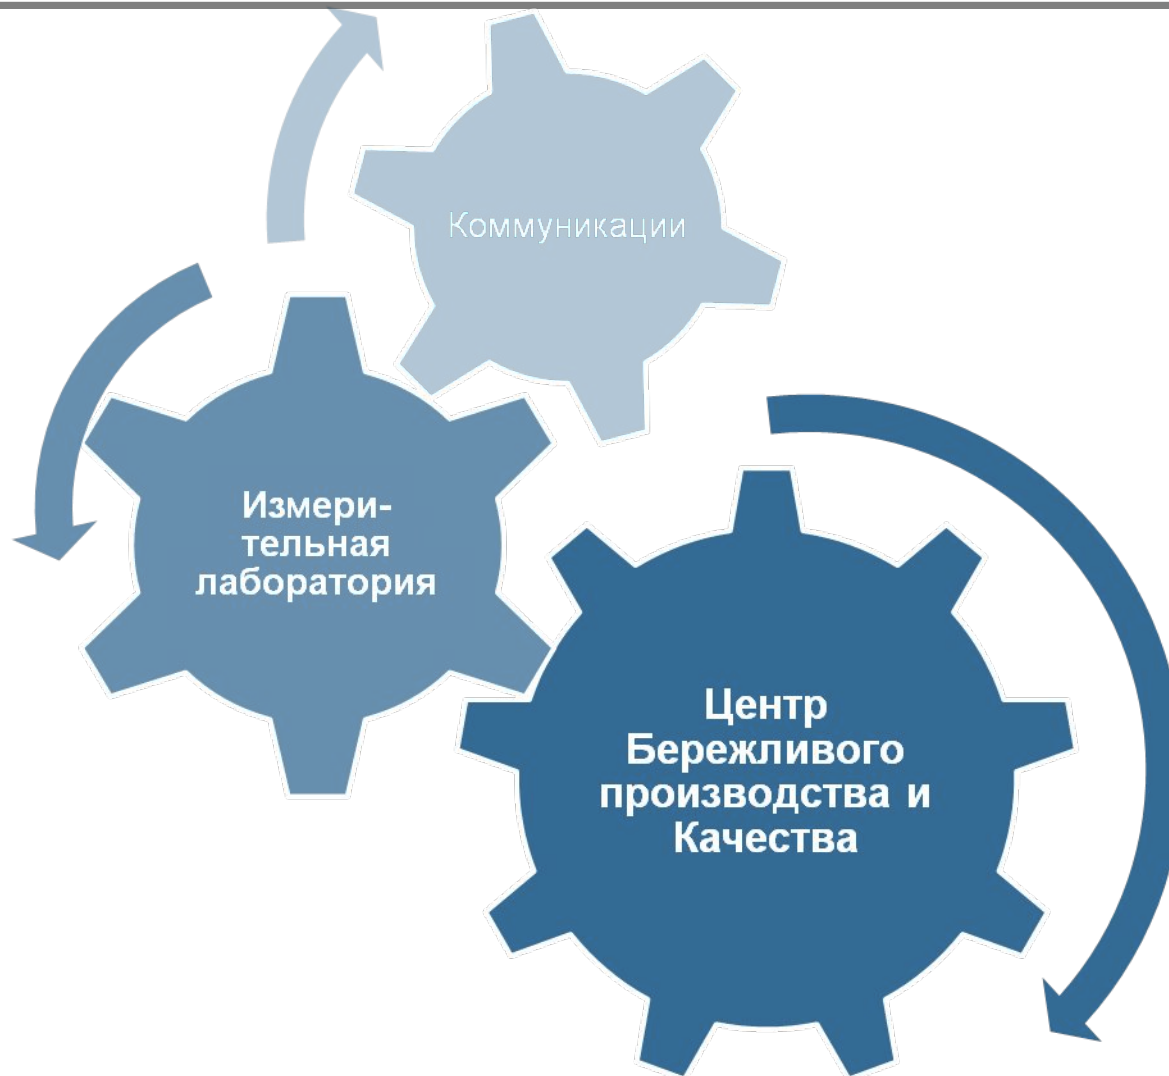 Коммуникации
Измери-
тельная
лаборатория
Центр
Бережливого
производства и
Качества